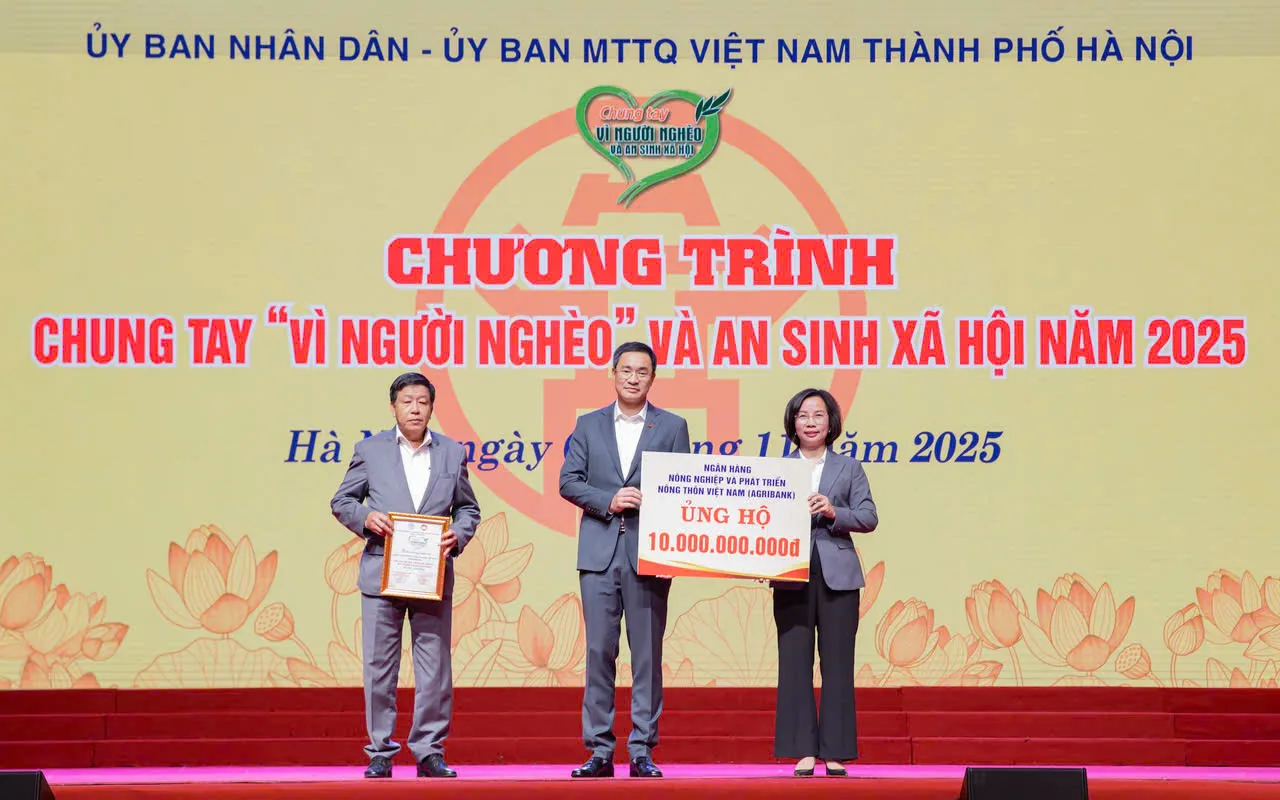 ỦY BAN NHÂN DÂN - ỦY BAN MTTQ VIỆT NAM THÀNH PHỐ HÀ NỘI
Chung tay
VÌ NGƯỜI NGHÈO
VÀ AN SINH XÃ HỘI
CHƯƠNG TRÌNH
CHUNG TAY "VÌ NGƯỜI NGHÈO" VÀ AN SINH XÃ HỘI NĂM 2025
Hà ngày 11 năm 2025
NGÂN HÀNG
NÔNG NGHIỆP VÀ PHÁT TRIỂN
NÔNG THÔN VIỆT NAM (AGRIBANK)
ỦNG HỘ
10.000.000.000đ